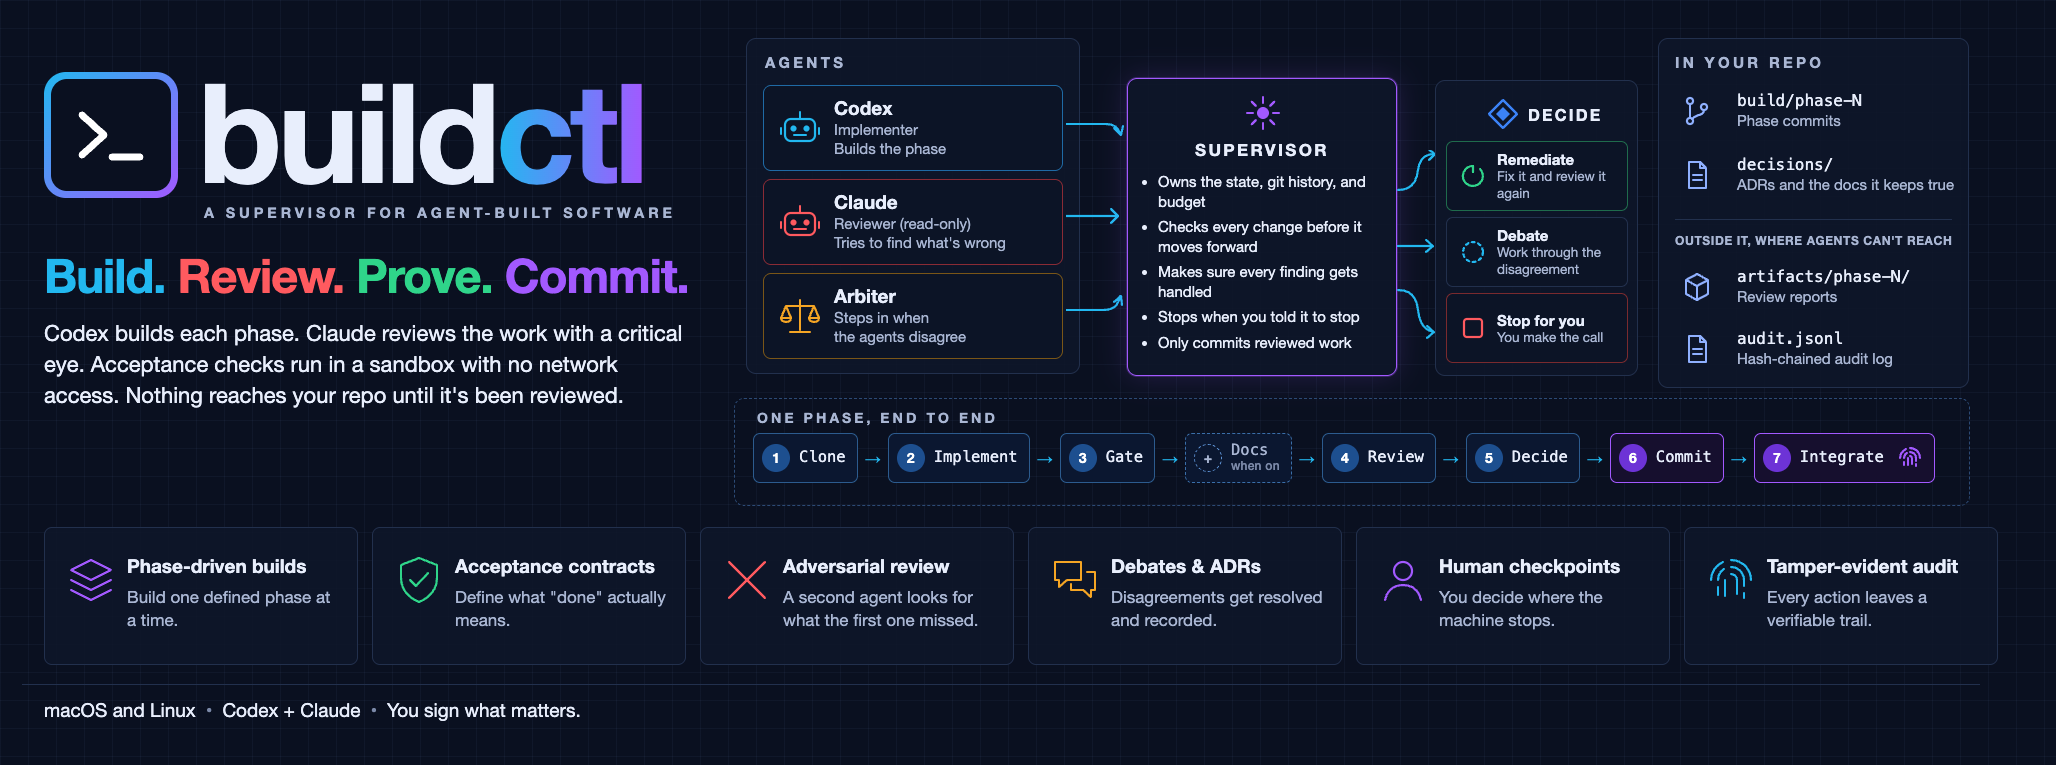 buildctl
A SUPERVISOR FOR AGENT-BUILT SOFTWARE
Build. Review. Prove. Commit.
Codex builds each phase. Claude reviews the work with a critical
eye. Acceptance checks run in a sandbox with no network
access. Nothing reaches your repo until it's been reviewed.
AGENTS
Codex
Implementer
Builds the phase
Claude
Reviewer (read-only)
Tries to find what's wrong
Arbiter
Steps in when
the agents disagree
SUPERVISOR
• Owns the state, git history, and
budget
• Checks every change before it
moves forward
• Makes sure every finding gets
handled
• Stops when you told it to stop
• Only commits reviewed work
DECIDE
Remediate
Fix it and review it
again
Debate
Work through the
disagreement
Stop for you
You make the call
IN YOUR REPO
build/phase-N
Phase commits
decisions/
ADRs and the docs it keeps true
OUTSIDE IT, WHERE AGENTS CAN'T REACH
artifacts/phase-N/
Review reports
audit.jsonl
Hash-chained audit log
ONE PHASE, END TO END
1 Clone → 2 Implement → 3 Gate → + Docs when on → 4 Review → 5 Decide → 6 Commit → 7 Integrate
Phase-driven builds
Build one defined phase at
a time.
Acceptance contracts
Define what "done" actually
means.
Adversarial review
A second agent looks for
what the first one missed.
Debates & ADRs
Disagreements get resolved
and recorded.
Human checkpoints
You decide where the
machine stops.
Tamper-evident audit
Every action leaves a
verifiable trail.
macOS and Linux • Codex + Claude • You sign what matters.